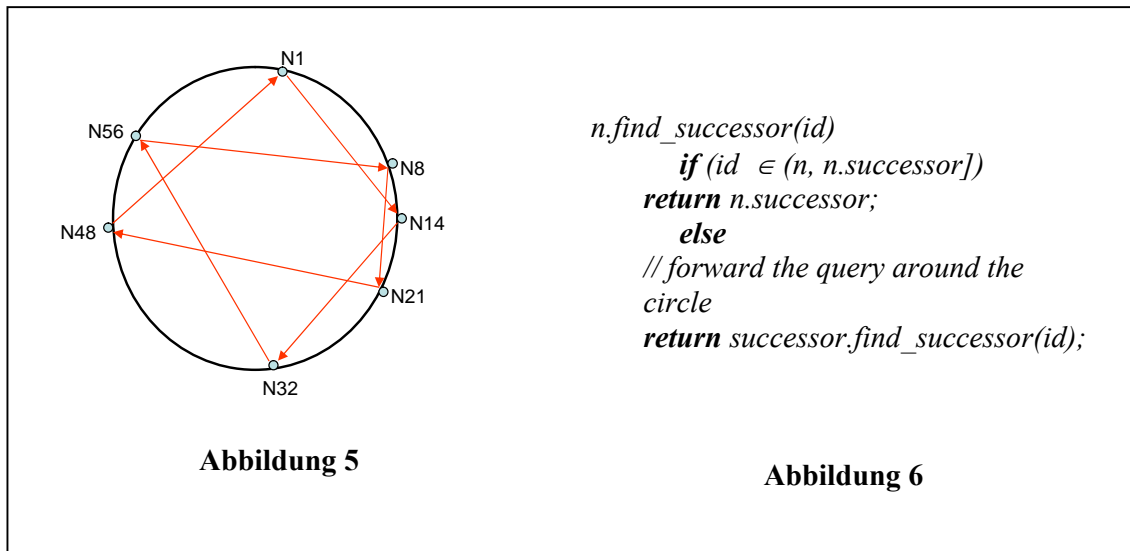 N1
N56
N8
N14
N48
N21
N32
Abbildung 5
n.find_successor(id)
if (id ∈ (n, n.successor])
return n.successor;
else
// forward the query around the
circle
return successor.find_successor(id);
Abbildung 6